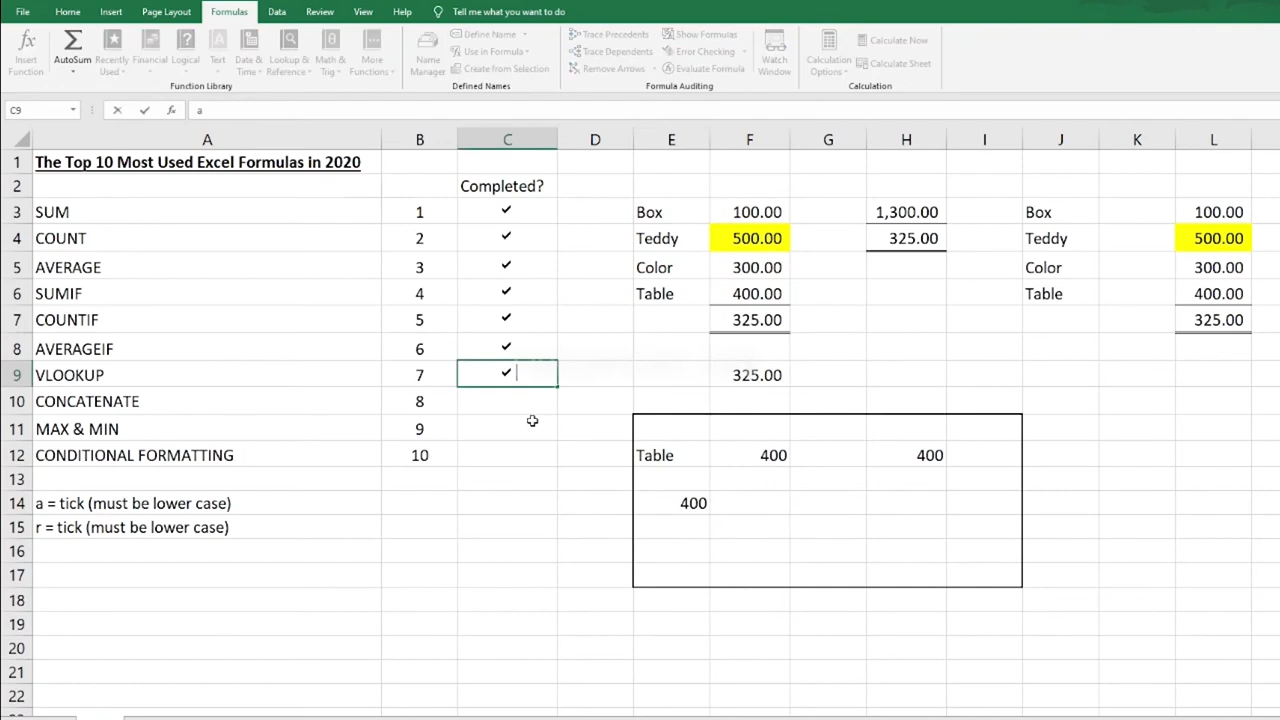 File Home Insert Page Layout Formulas Data Review View Help Tell me what you want to do
fx Insert Function
Σ AutoSum
Recently Used
Financial
Logical
Text
Date & Time
Lookup & Reference
Math & Trig
More Functions
Function Library
Name Manager
Define Name
Use in Formula
Create from Selection
Defined Names
Trace Precedents
Trace Dependents
Remove Arrows
Show Formulas
Error Checking
Evaluate Formula
Formula Auditing
Watch Window
Calculation Options
Calculate Now
Calculate Sheet
Calculation
C9 fx a
A B C D E F G H I J K L
1 The Top 10 Most Used Excel Formulas in 2020
2 Completed?
3 SUM 1 ✔ Box 100.00 1,300.00 Box 100.00
4 COUNT 2 ✔ Teddy 500.00 325.00 Teddy 500.00
5 AVERAGE 3 ✔ Color 300.00 Color 300.00
6 SUMIF 4 ✔ Table 400.00 Table 400.00
7 COUNTIF 5 ✔ 325.00 325.00
8 AVERAGEIF 6 ✔
9 VLOOKUP 7 ✔ 325.00
10 CONCATENATE 8
11 MAX & MIN 9
12 CONDITIONAL FORMATTING 10 Table 400 400
13
14 a = tick (must be lower case) 400
15 r = tick (must be lower case)
16
17
18
19
20
21
22